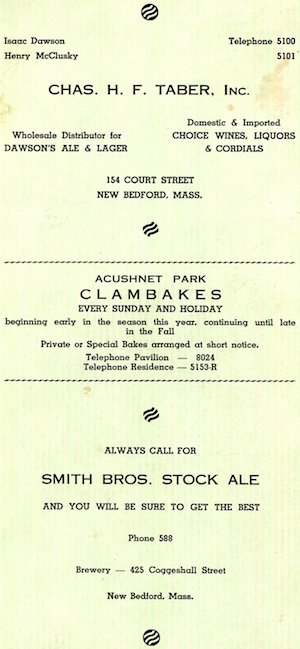 Isaac Dawson Telephone 5100
Henry McClusky 5101
CHAS. H. F. TABER, INC.
Wholesale Distributor for
DAWSON'S ALE & LAGER
Domestic & Imported
CHOICE WINES, LIQUORS
& CORDIALS
154 COURT STREET
NEW BEDFORD, MASS.
ACUSHNET PARK
CLAMBAKES
EVERY SUNDAY AND HOLIDAY
beginning early in the season this year, continuing until late
in the Fall
Private or Special Bakes arranged at short notice.
Telephone Pavilion — 8024
Telephone Residence — 5153-R
ALWAYS CALL FOR
SMITH BROS. STOCK ALE
AND YOU WILL BE SURE TO GET THE BEST
Phone 588
Brewery — 425 Coggeshall Street
New Bedford, Mass.